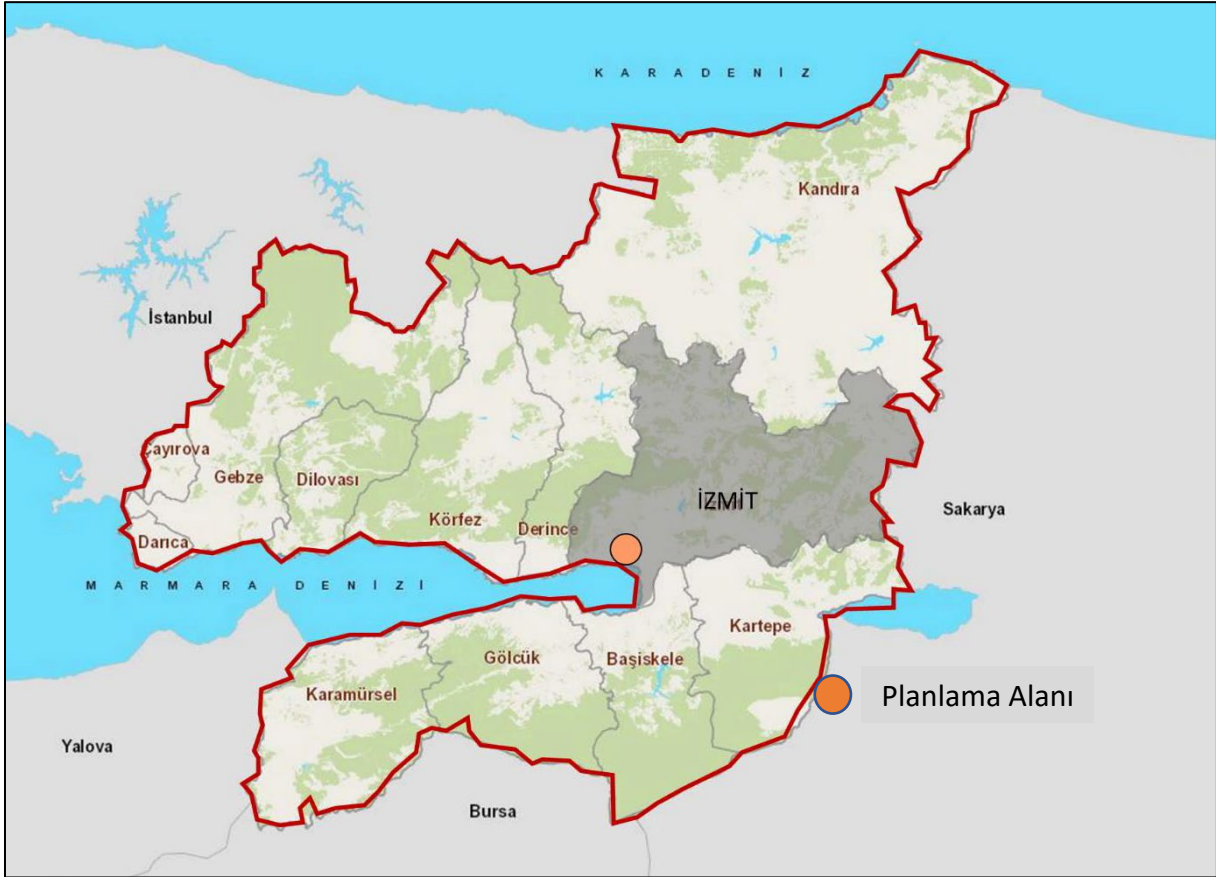 K A R A D E N İ Z
Kandıra
İstanbul
Çayırova
Gebze
Dilovası
İZMİT
Körfez
Sakarya
Derince
Darıca
M A R M A R A D E N İ Z İ
Kartepe
Gölcük
Başiskele
Karamürsel
Planlama Alanı
Yalova
Bursa